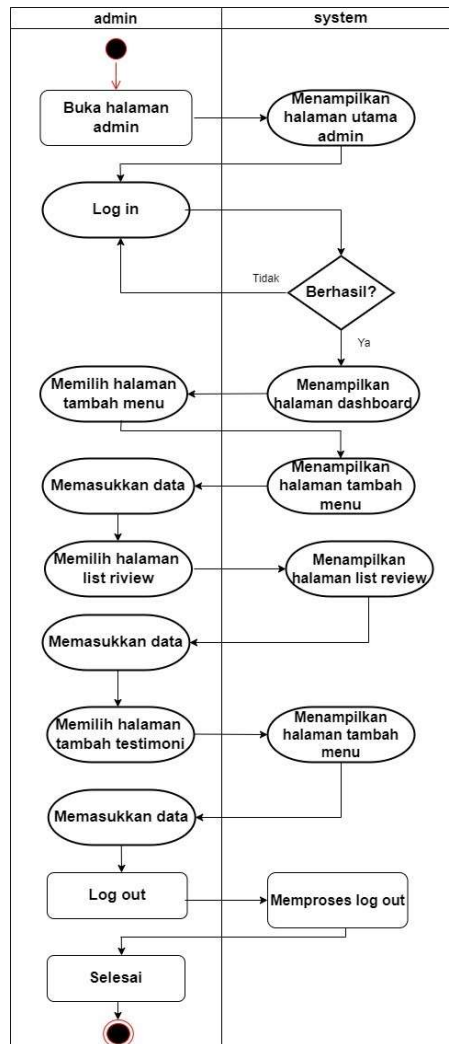 admin
system
Buka halaman
admin
Menampilkan
halaman utama
admin
Log in
Berhasil?
Tidak
Ya
Menampilkan
halaman dashboard
Memilih halaman
tambah menu
Menampilkan
halaman tambah
menu
Memasukkan data
Memilih halaman
list riview
Menampilkan
halaman list review
Memasukkan data
Memilih halaman
tambah testimoni
Menampilkan
halaman tambah
menu
Memasukkan data
Log out
Memproses log out
Selesai